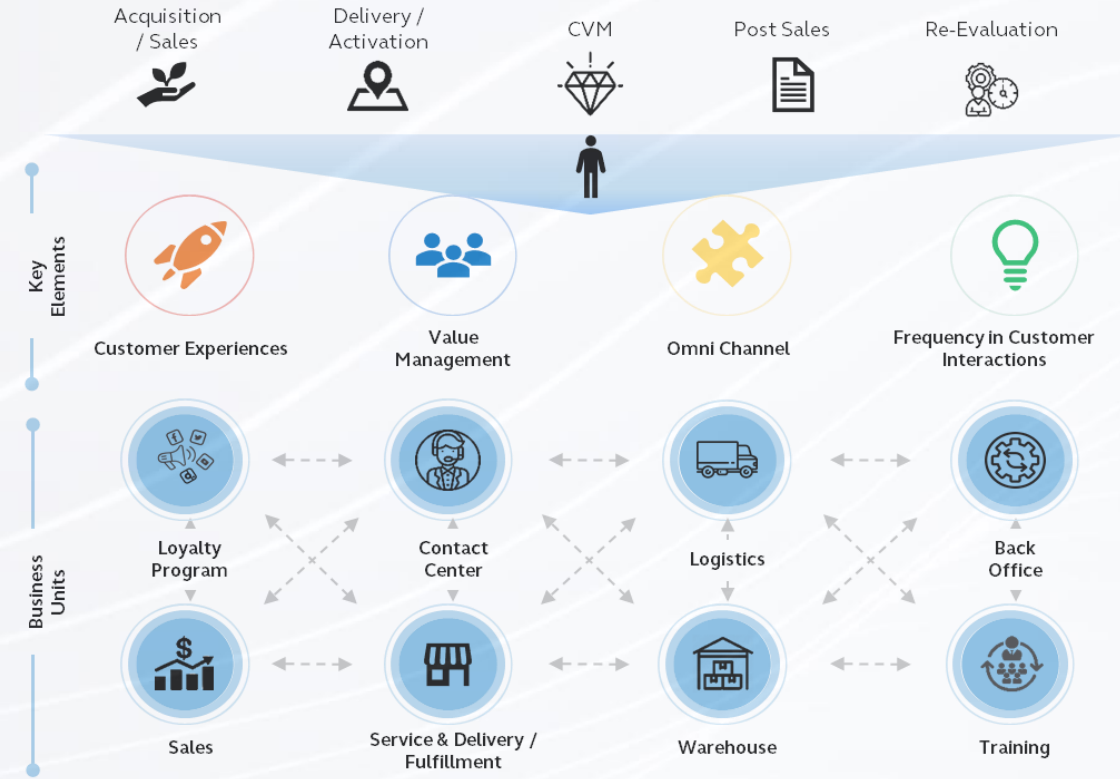 Acquisition
/ Sales
Delivery /
Activation
CVM
Post Sales
Re-Evaluation
Key
Elements
Customer Experiences
Value
Management
Omni Channel
Frequency in Customer
Interactions
Business
Units
Loyalty
Program
Contact
Center
Logistics
Back
Office
$
Sales
Service & Delivery /
Fulfillment
Warehouse
Training